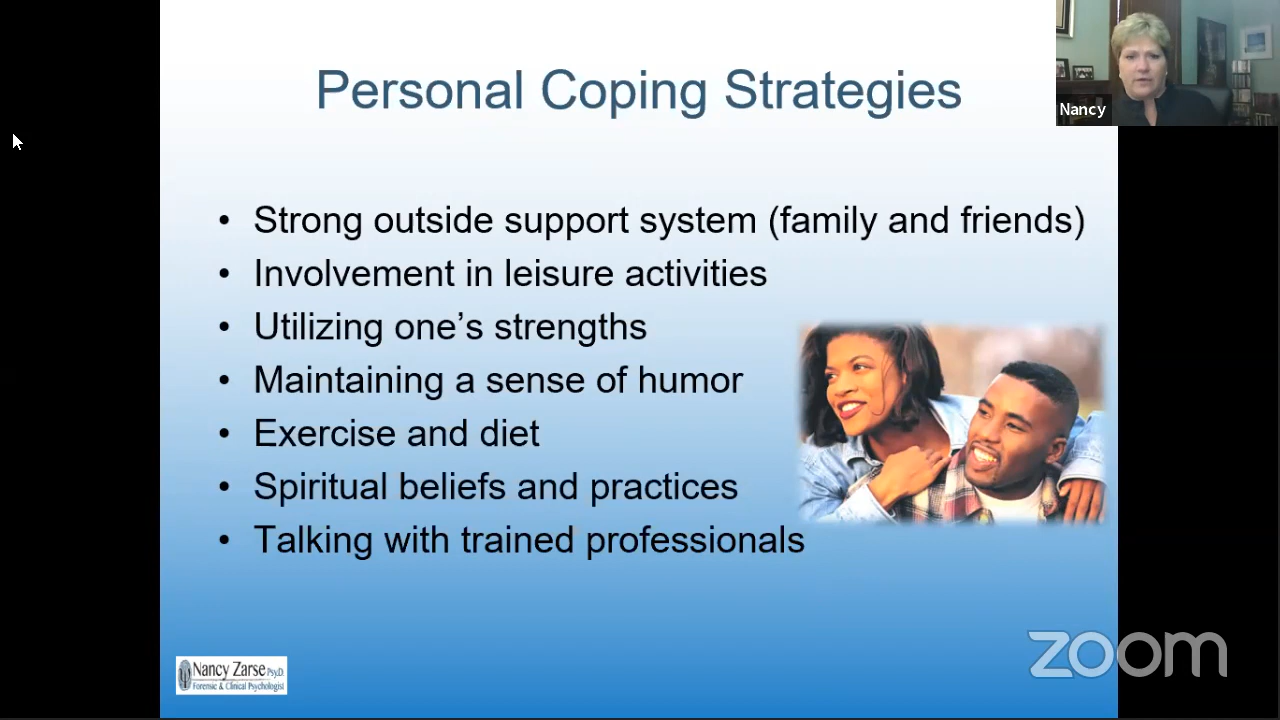 Personal Coping Strategies
Nancy
• Strong outside support system (family and friends)
• Involvement in leisure activities
• Utilizing one’s strengths
• Maintaining a sense of humor
• Exercise and diet
• Spiritual beliefs and practices
• Talking with trained professionals
Nancy Zarse Psy.D.
Forensic & Clinical Psychologist
zoom